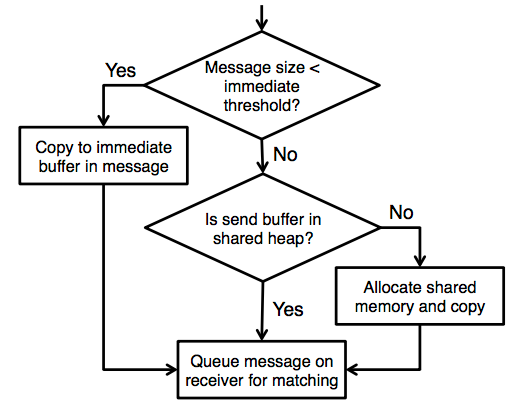 Message size <
immediate
threshold?
Yes
Copy to immediate
buffer in message
No
Is send buffer in
shared heap?
No
Allocate shared
memory and copy
Yes
Queue message on
receiver for matching